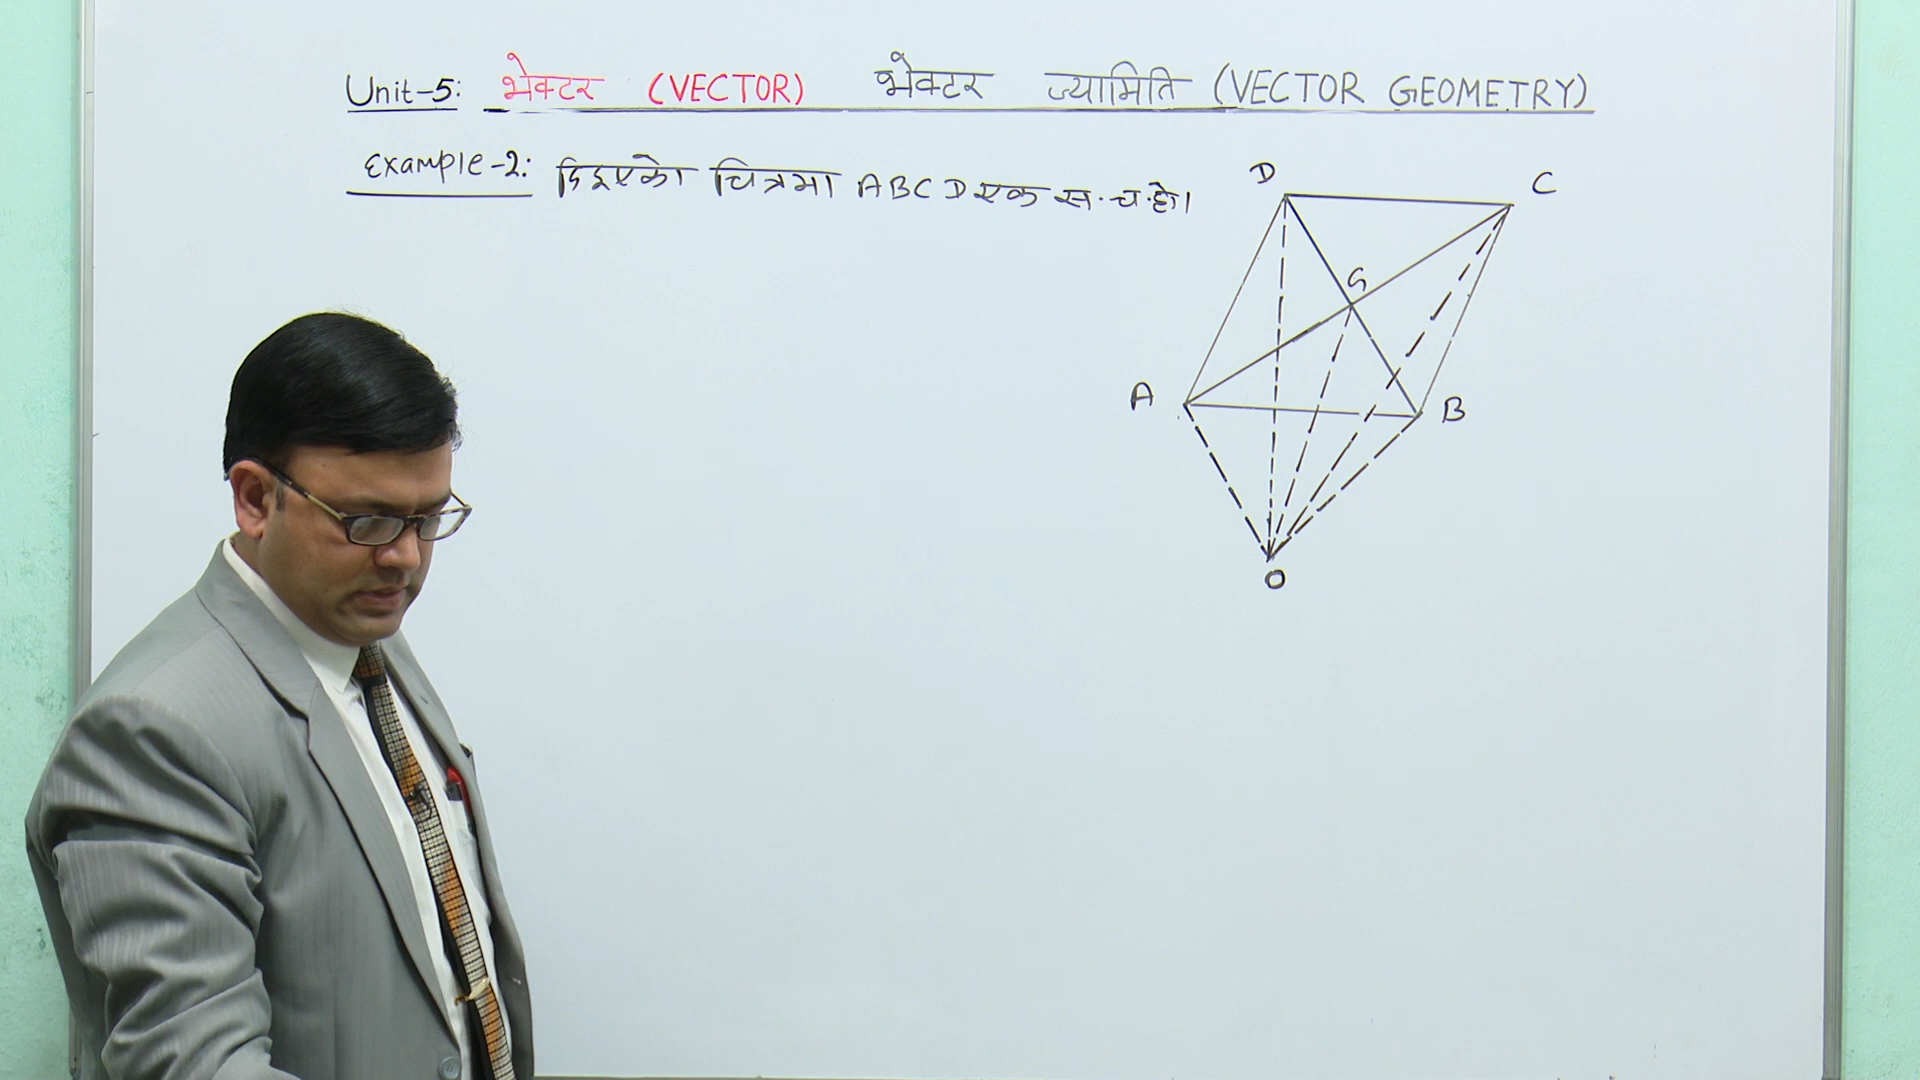 Unit-5: भेक्टर (VECTOR) भेक्टर ज्यामिति (VECTOR GEOMETRY)
Example-2: दिइएको चित्रमा ABCD एक स.च.हो।
D
C
G
A
B
O